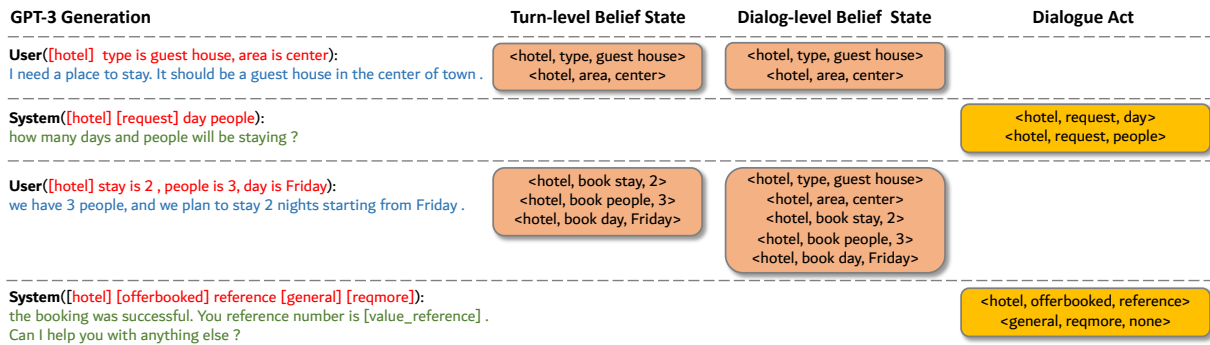 GPT-3 Generation Turn-level Belief State Dialog-level Belief State Dialogue Act
User([hotel] type is guest house, area is center):
I need a place to stay. It should be a guest house in the center of town .
<hotel, type, guest house>
<hotel, area, center>
<hotel, type, guest house>
<hotel, area, center>
System([hotel] [request] day people):
how many days and people will be staying ?
<hotel, request, day>
<hotel, request, people>
User([hotel] stay is 2 , people is 3, day is Friday):
we have 3 people, and we plan to stay 2 nights starting from Friday .
<hotel, book stay, 2>
<hotel, book people, 3>
<hotel, book day, Friday>
<hotel, type, guest house>
<hotel, area, center>
<hotel, book stay, 2>
<hotel, book people, 3>
<hotel, book day, Friday>
System([hotel] [offerbooked] reference [general] [reqmore]):
the booking was successful. You reference number is [value_reference] .
Can I help you with anything else ?
<hotel, offerbooked, reference>
<general, reqmore, none>